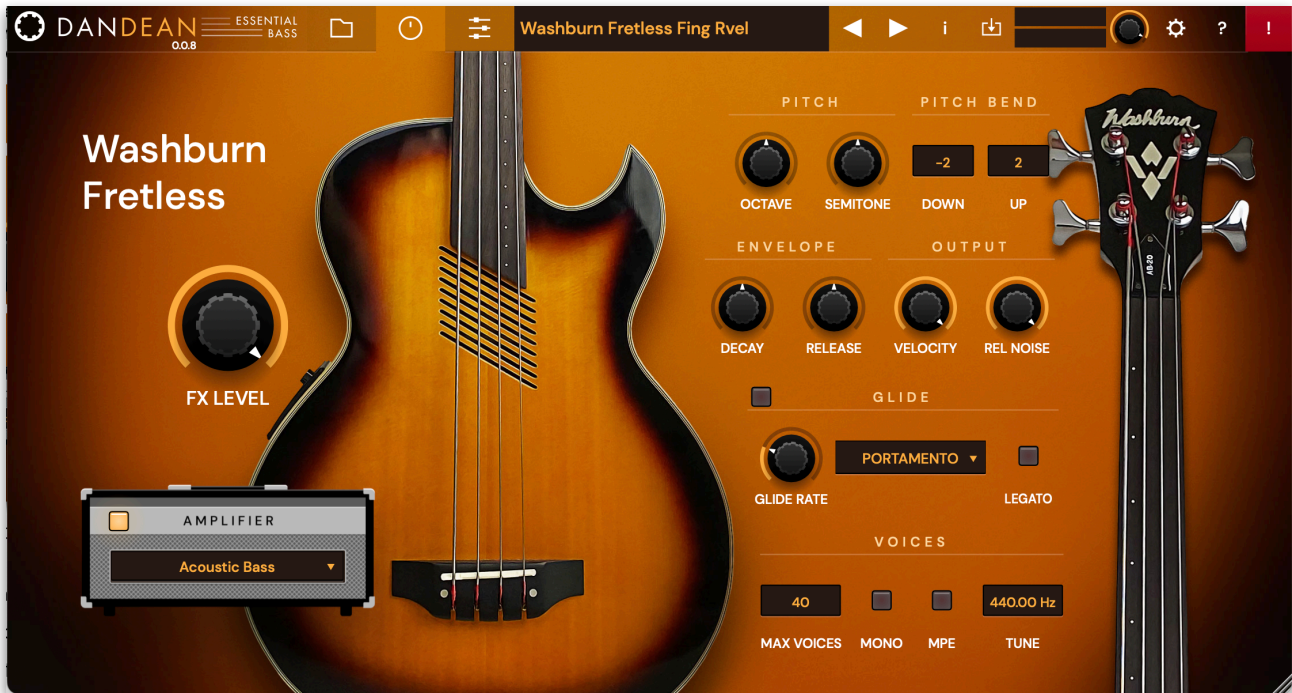 DANDEAN
0.0.8
ESSENTIAL
BASS
Washburn Fretless Fing Rvel
i
?
!
Washburn
Fretless
FX LEVEL
AMPLIFIER
Acoustic Bass
PITCH
PITCH BEND
-2
2
OCTAVE
SEMITONE
DOWN
UP
ENVELOPE
OUTPUT
DECAY
RELEASE
VELOCITY
REL NOISE
GLIDE
PORTAMENTO
GLIDE RATE
LEGATO
VOICES
40
440.00 Hz
MAX VOICES
MONO
MPE
TUNE
Washburn
AB-20